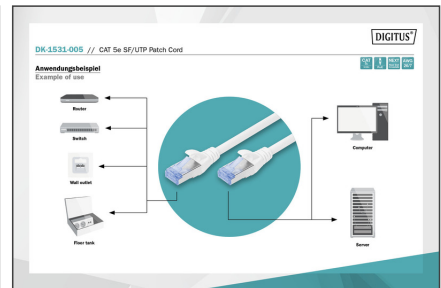 DIGITUS®
DK-1531-005 // CAT 5e SF/UTP Patch Cord
Anwendungsbeispiel
Example of use
Router
Switch
Wall outlet
Floor tank
Computer
Server